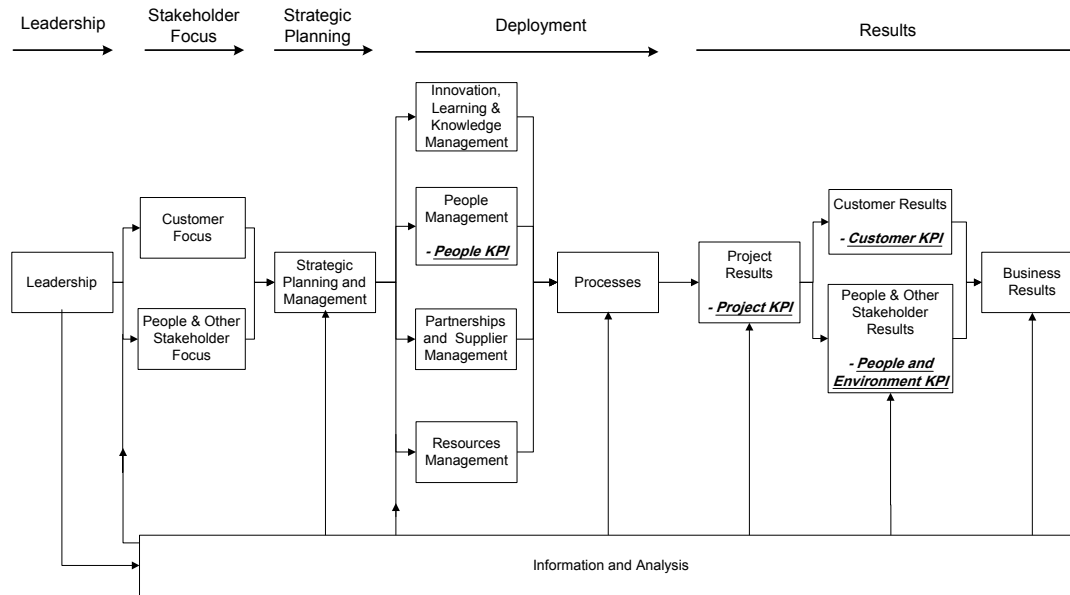 Leadership
Stakeholder
Focus
Strategic
Planning
Deployment
Results
Innovation,
Learning &
Knowledge
Management
People
Management
- People KPI
Customer
Focus
Customer Results
- Customer KPI
Leadership
Strategic
Planning and
Management
Processes
Project
Results
- Project KPI
Business
Results
People & Other
Stakeholder
Focus
Partnerships
and Supplier
Management
People & Other
Stakeholder
Results
- People and
Environment KPI
Resources
Management
Information and Analysis